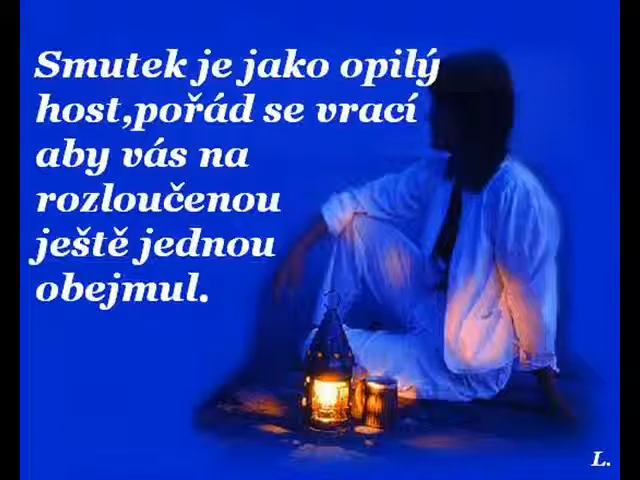 Smutek je jako opilý
host,pořád se vrací
aby vás na
rozloučenou
ještě jednou
obejmul.
L.